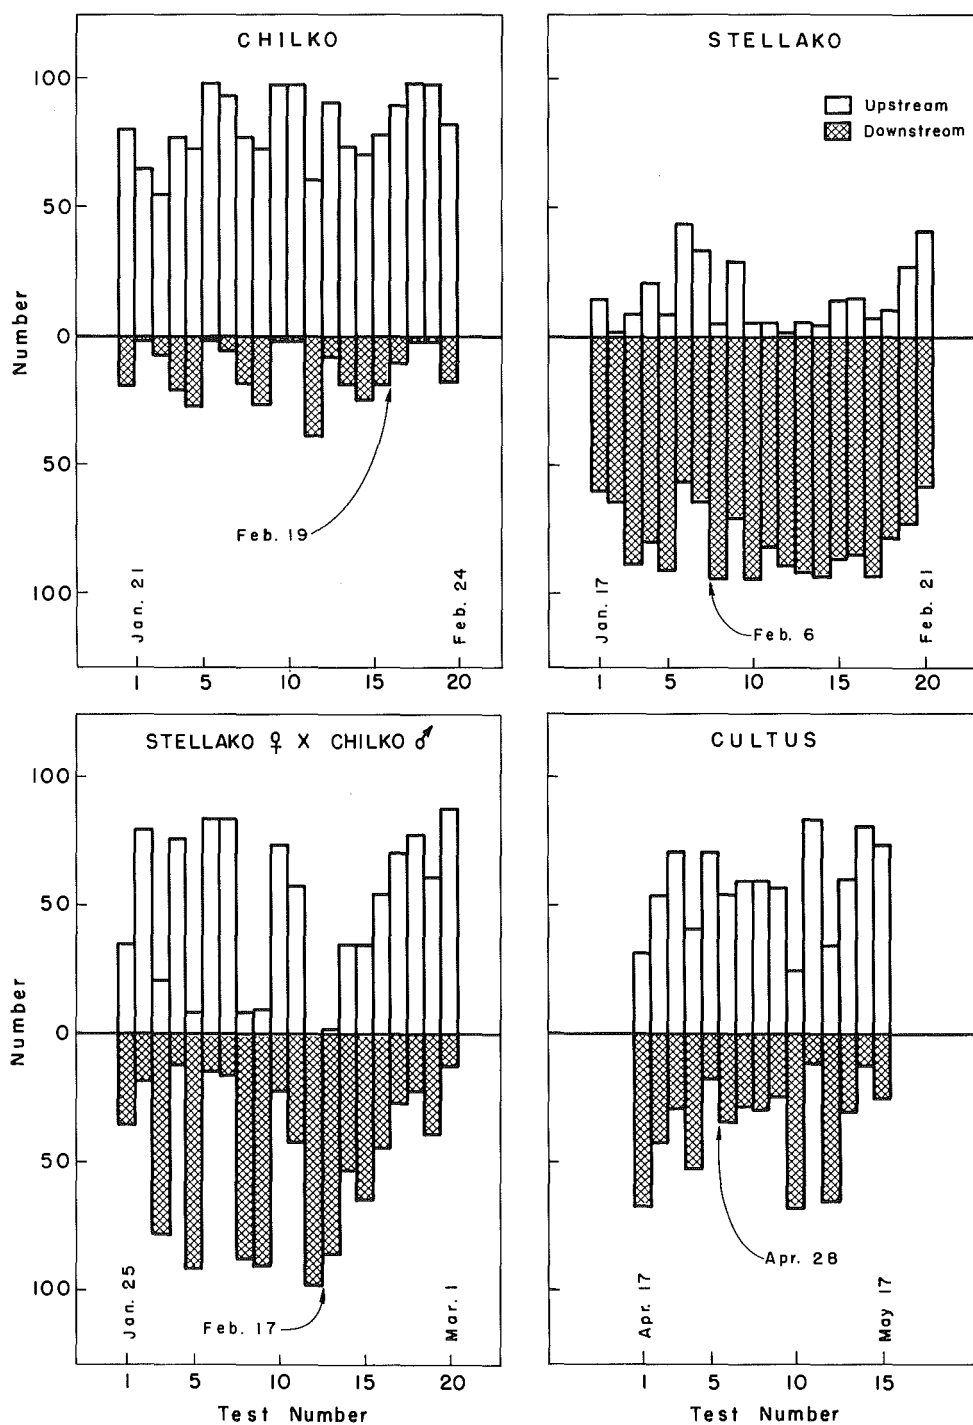 CHILKO
100
50
0
50
100
Number
Feb. 19
Jan. 21
Feb. 24
1 5 10 15 20
STELLAKO
Upstream
Downstream
Jan. 17
Feb. 6
Feb. 21
1 5 10 15 20
STELLAKO ♀ X CHILKO ♂
100
50
0
50
100
Number
Jan. 25
Feb. 17
Mar. 1
1 5 10 15 20
Test Number
CULTUS
Apr. 17
Apr. 28
May 17
1 5 10 15
Test Number